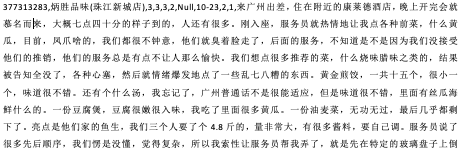 377313283,纳胜品味(珠江新城店),3,3,3,2,Null,10-23,2,1,来广州出差，住在附近的康莱德酒店，晚上开完会就
慕名而来，大概七点四十分的样子到的，人还有很多。刚入座，服务员就热情地让我点各种前菜，什么黄
瓜，目前，凤爪啥的，我们都很不钟意，他们就臭着脸走了，后面的服务，不知道是不是因为我们没接受
他们的推销，他们的服务总是有点不让人那么愉快。我们想点很多推荐的菜，什么烧味腊味之类的，结果
被告知全没了，各种心塞，然后就情绪爆发地点了一些乱七八糟的东西。黄金煎饺，一共十五个，很小一
个，味道很不错。还有个什么汤，我忘记了，广州普通话不是很能适应，但是味道很不错，里面有丝瓜海
鲜什么的。一份豆腐煲，豆腐很嫩很入味，我吃了里面很多黄瓜。一份油麦菜，无功无过，最后几乎都剩
下了。亮点是他们家的鱼生，我们三个人要了个 4.8 斤的，量非常大，有很多酱料，要自己调。服务员说了
很多先后顺序，我们愣是没懂，觉得复杂，所以我索性让服务员帮我弄了，就是先在特定的玻璃盘子上倒